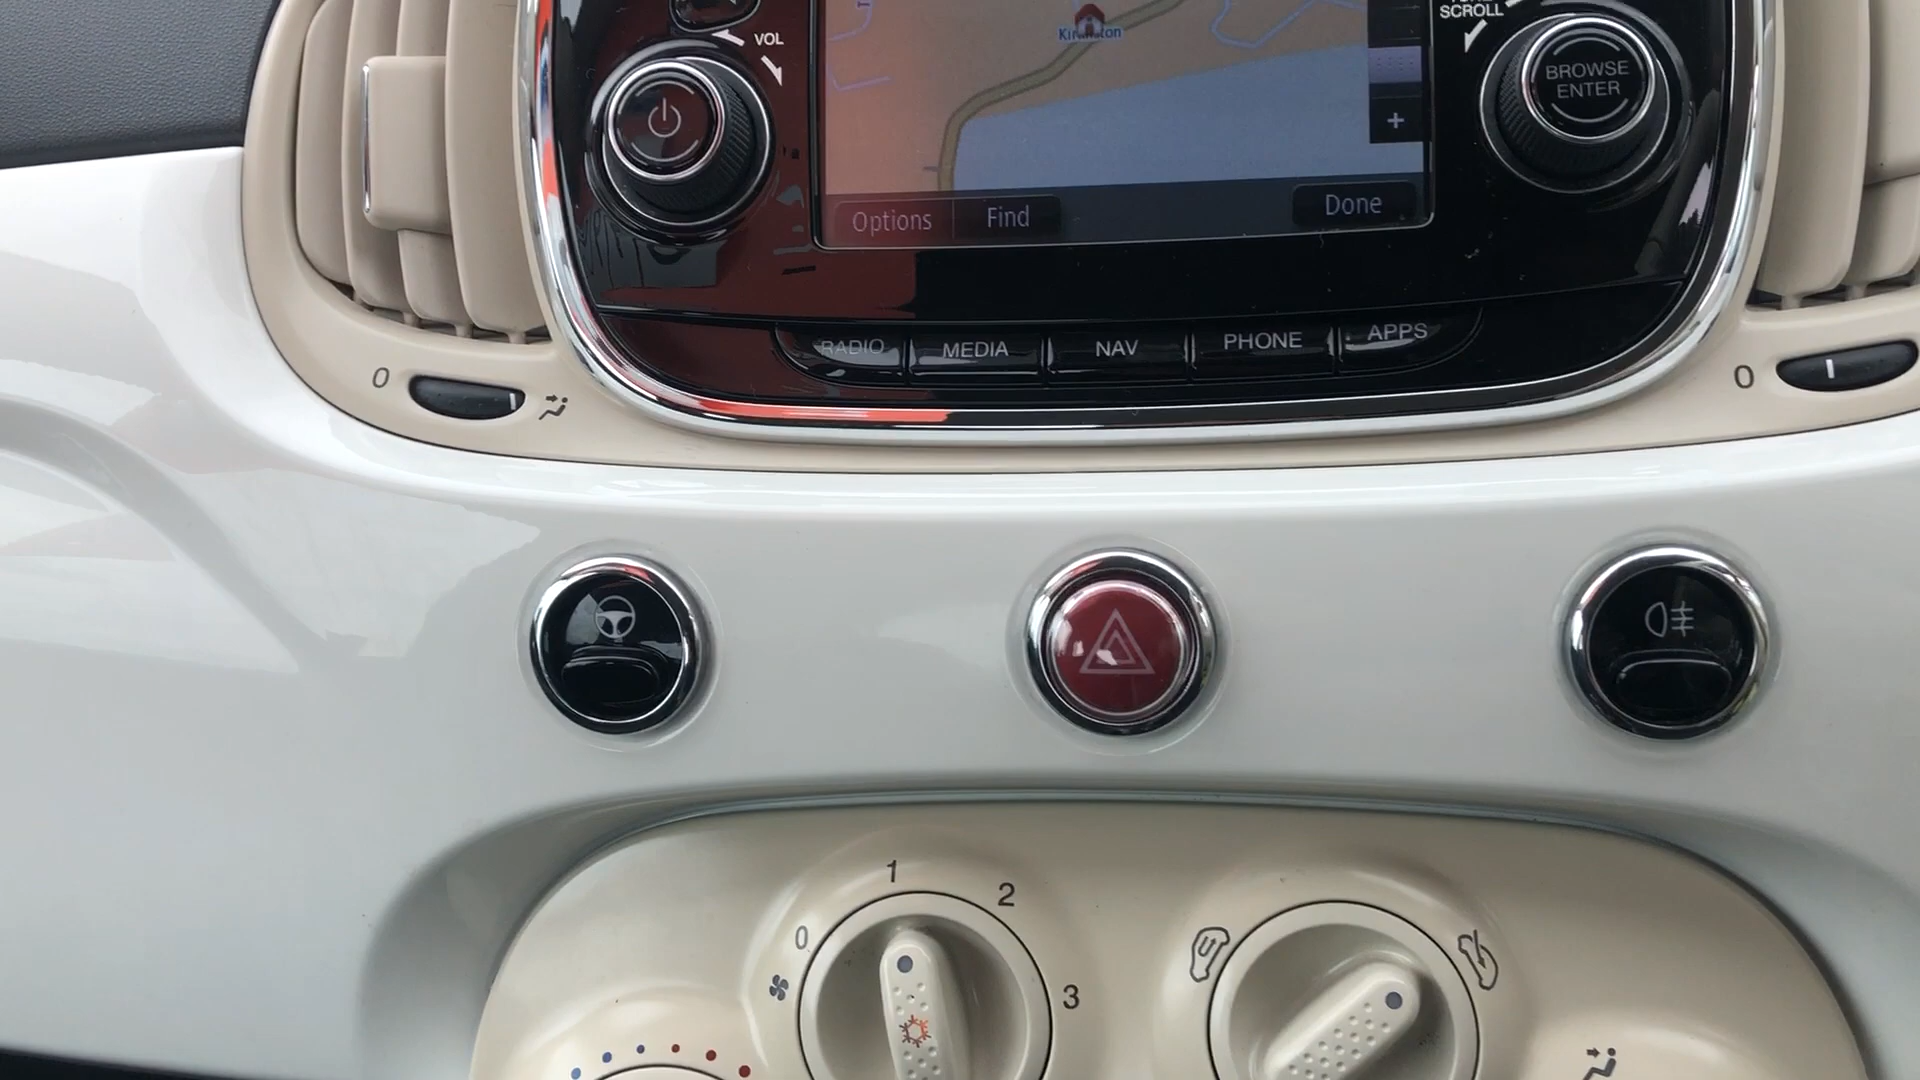 VOL
SCROLL
BROWSE
ENTER
+
Options
Find
Done
RADIO
MEDIA
NAV
PHONE
APPS
0
0
0
1
2
3